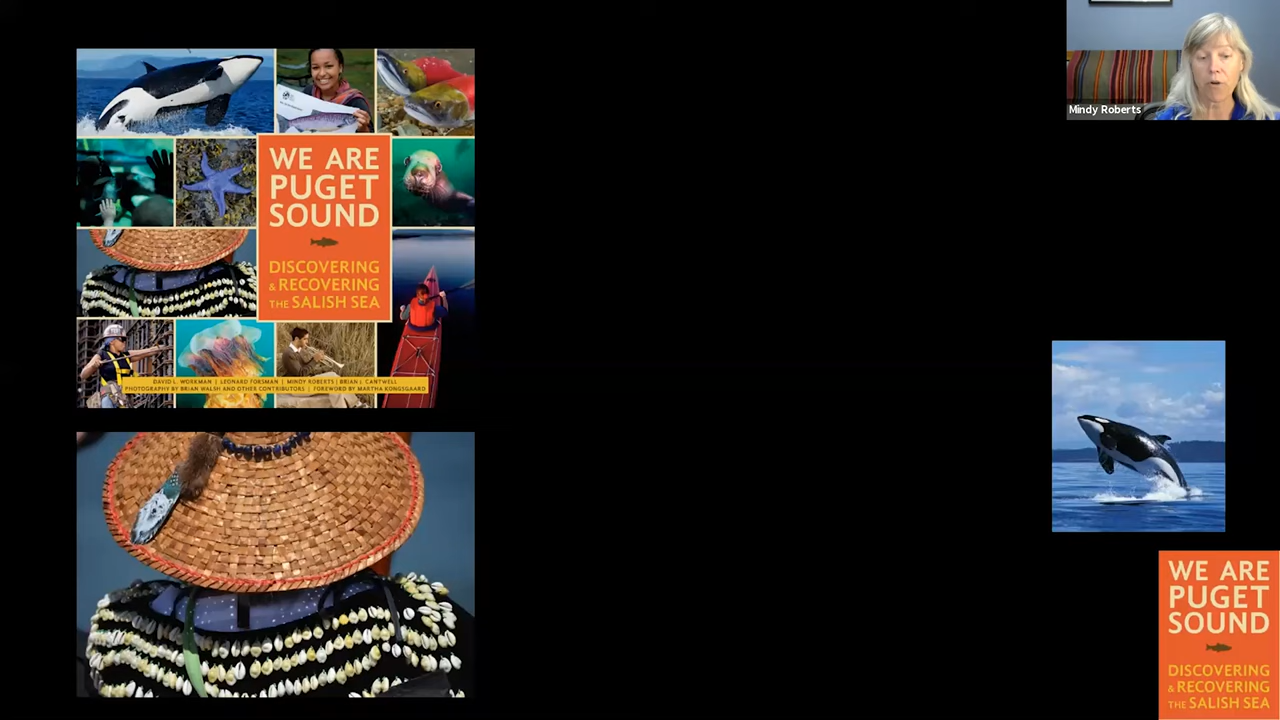 Mindy Roberts
WE ARE
PUGET
SOUND
DISCOVERING
& RECOVERING
THE SALISH SEA
DAVID L. WORKMAN | LEONARD FORSMAN | MINDY ROBERTS | BRIAN J. CANTWELL
PHOTOGRAPHY BY BRIAN WALSH AND OTHER CONTRIBUTORS | FOREWORD BY MARTHA KONGSGAARD
WE ARE
PUGET
SOUND
DISCOVERING
& RECOVERING
THE SALISH SEA